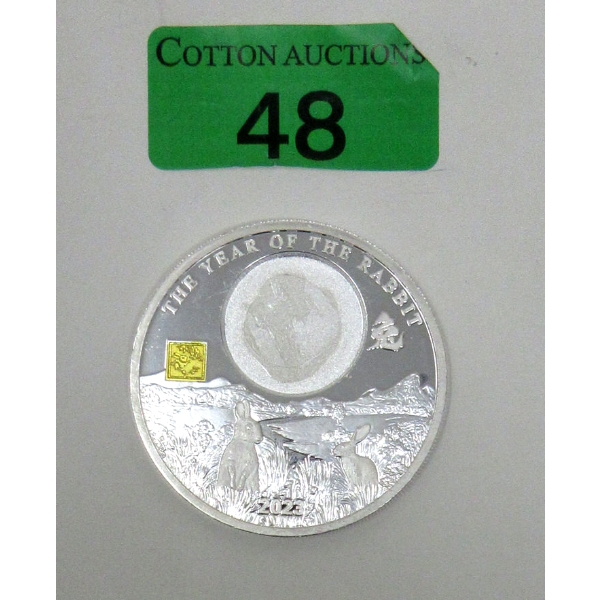 COTTON AUCTIONS
48
THE YEAR OF THE RABBIT
兔
2023